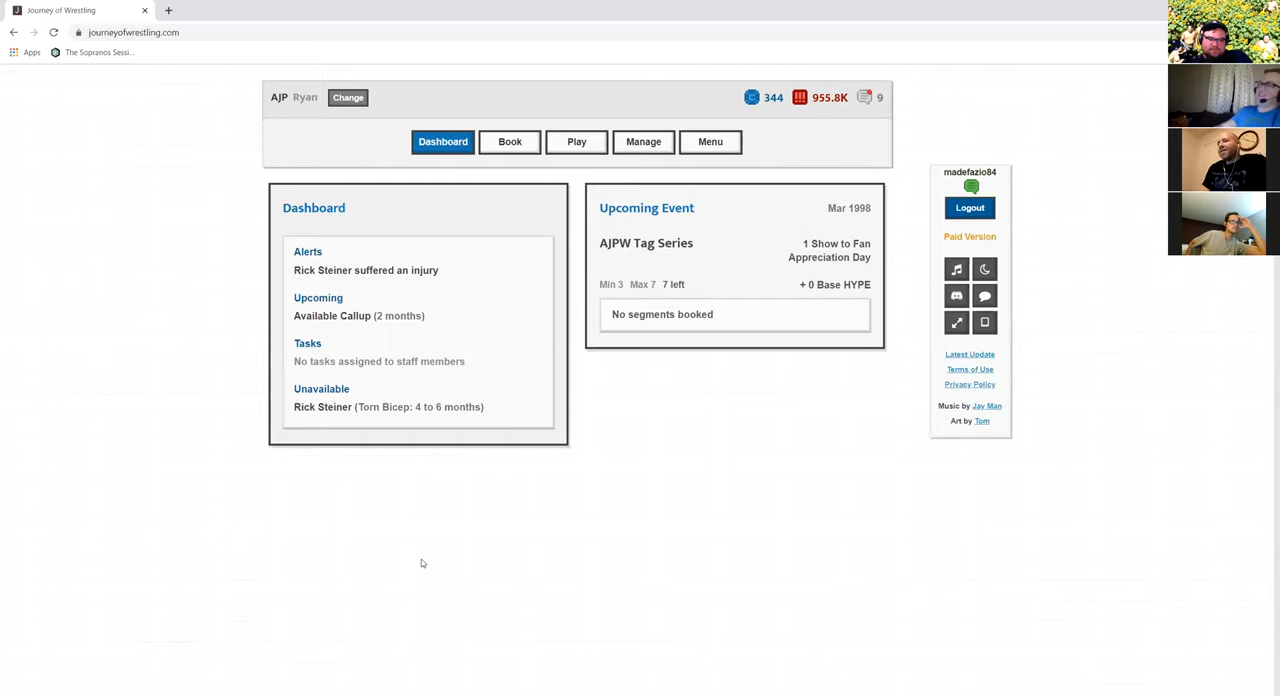 Journey of Wrestling
journeyofwrestling.com
Apps
The Sopranos Sessi...
AJP Ryan Change
344 955.8K 9
Dashboard Book Play Manage Menu
Dashboard
Alerts
Rick Steiner suffered an injury
Upcoming
Available Callup (2 months)
Tasks
No tasks assigned to staff members
Unavailable
Rick Steiner (Torn Bicep: 4 to 6 months)
Upcoming Event Mar 1998
AJPW Tag Series 1 Show to Fan
Appreciation Day
Min 3 Max 7 7 left + 0 Base HYPE
No segments booked
madefazio84
Logout
Paid Version
Latest Update
Terms of Use
Privacy Policy
Music by Jay Man
Art by Tom